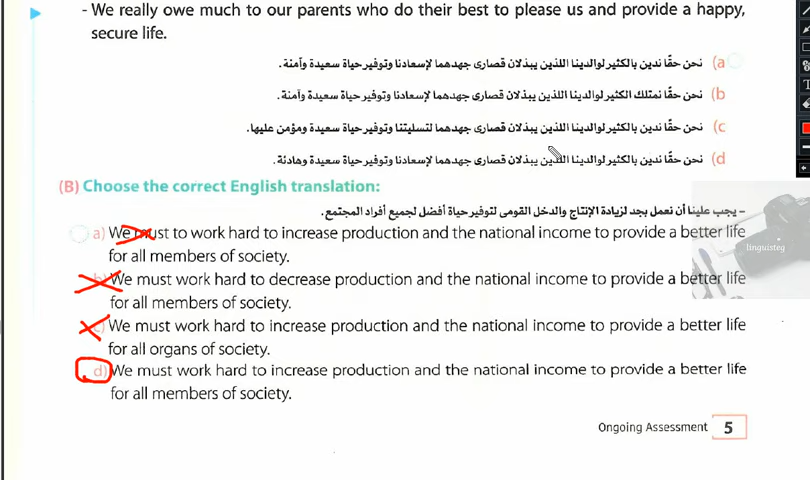 - We really owe much to our parents who do their best to please us and provide a happy,
secure life.
a) نحن حقًا ندين بالكثير لوالدينا اللذين يبذلان قصارى جهدهما لإسعادنا وتوفير حياة سعيدة وآمنة.
b) نحن حقًا نمتلك الكثير لوالدينا اللذين يبذلان قصارى جهدهما لإسعادنا وتوفير حياة سعيدة وآمنة.
c) نحن حقًا ندين بالكثير لوالدينا اللذين يبذلان قصارى جهدهما لتسليتنا وتوفير حياة سعيدة ومؤمن عليها.
d) نحن حقًا ندين بالكثير لوالدينا اللذين يبذلان قصارى جهدهما لإسعادنا وتوفير حياة سعيدة وهادئة.
(B) Choose the correct English translation:
- يجب علينا أن نعمل بجد لزيادة الإنتاج والدخل القومى لتوفير حياة أفضل لجميع أفراد المجتمع.
a) We must to work hard to increase production and the national income to provide a better life
for all members of society.
b) We must work hard to decrease production and the national income to provide a better life
for all members of society.
c) We must work hard to increase production and the national income to provide a better life
for all organs of society.
d) We must work hard to increase production and the national income to provide a better life
for all members of society.
linguisteg
Ongoing Assessment 5